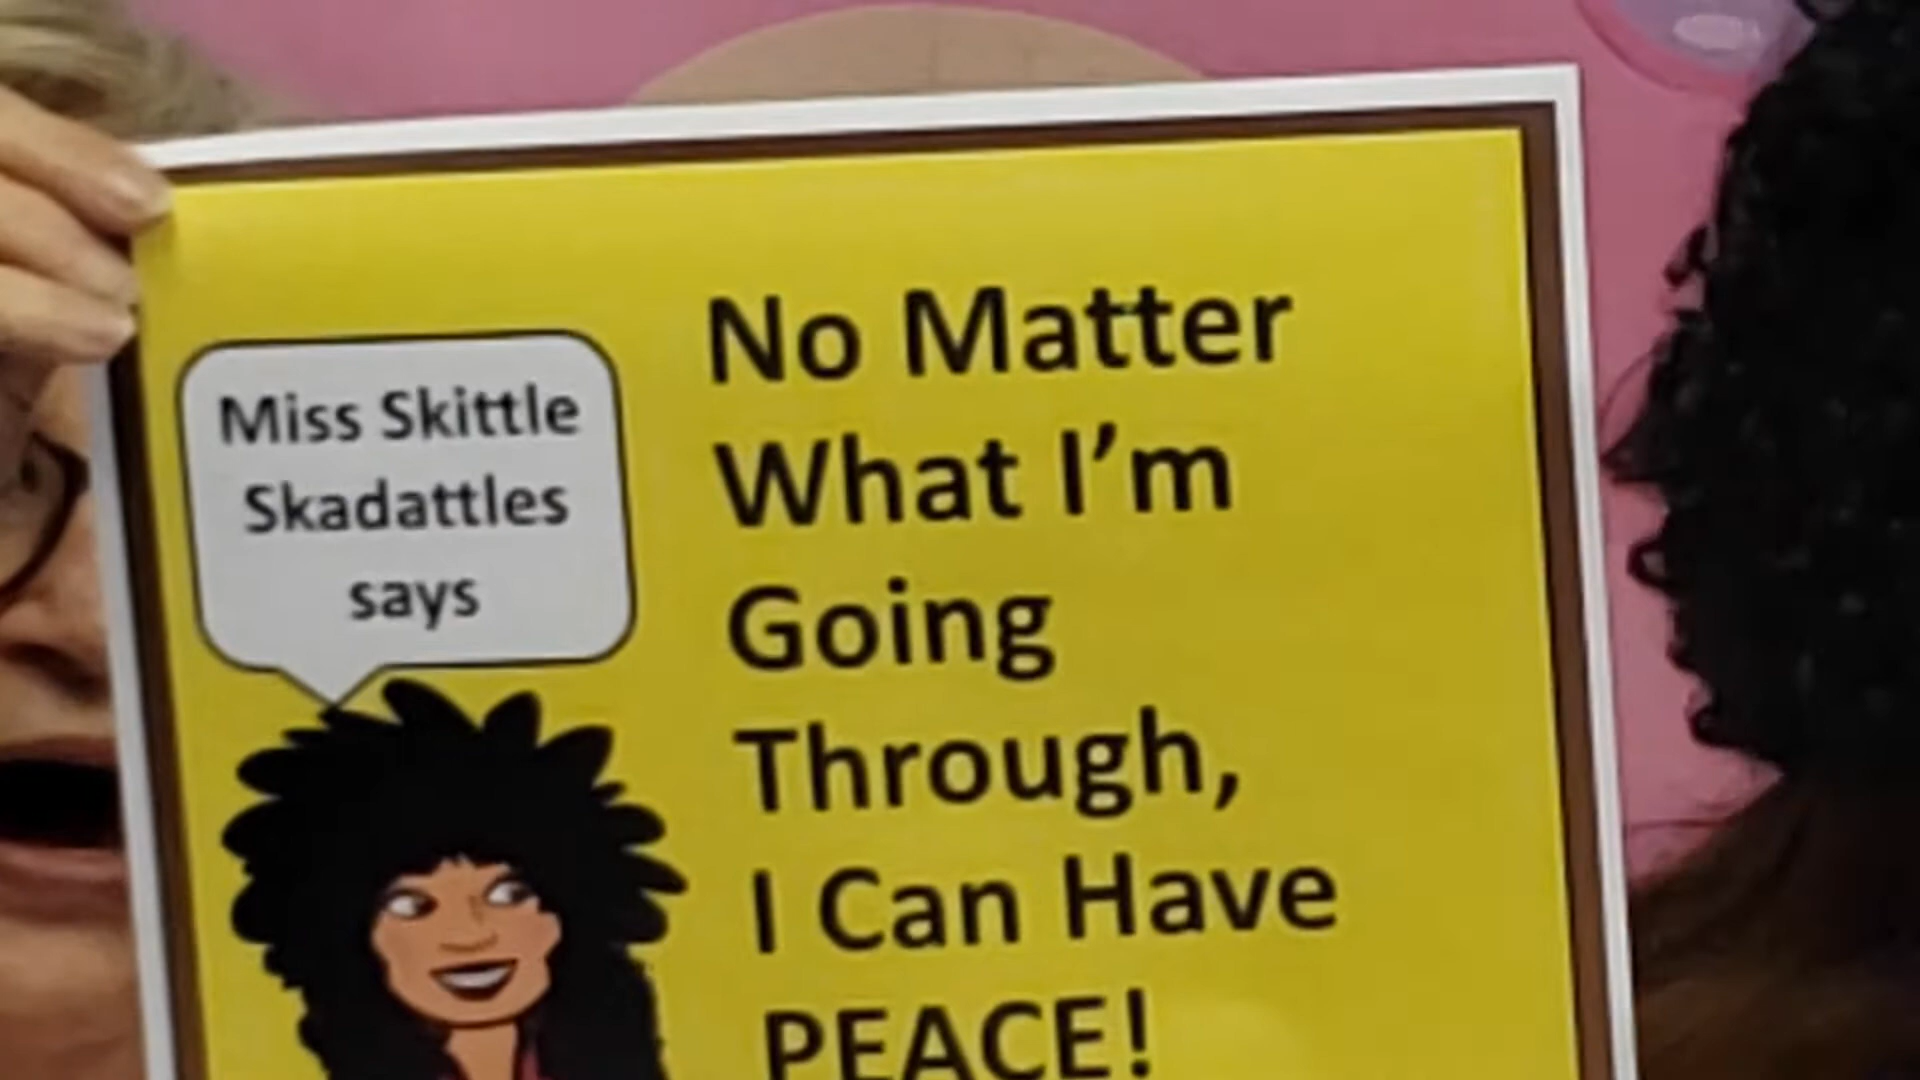 Miss Skittle
Skadattles
says
No Matter
What I'm
Going
Through,
I Can Have
PEACE!